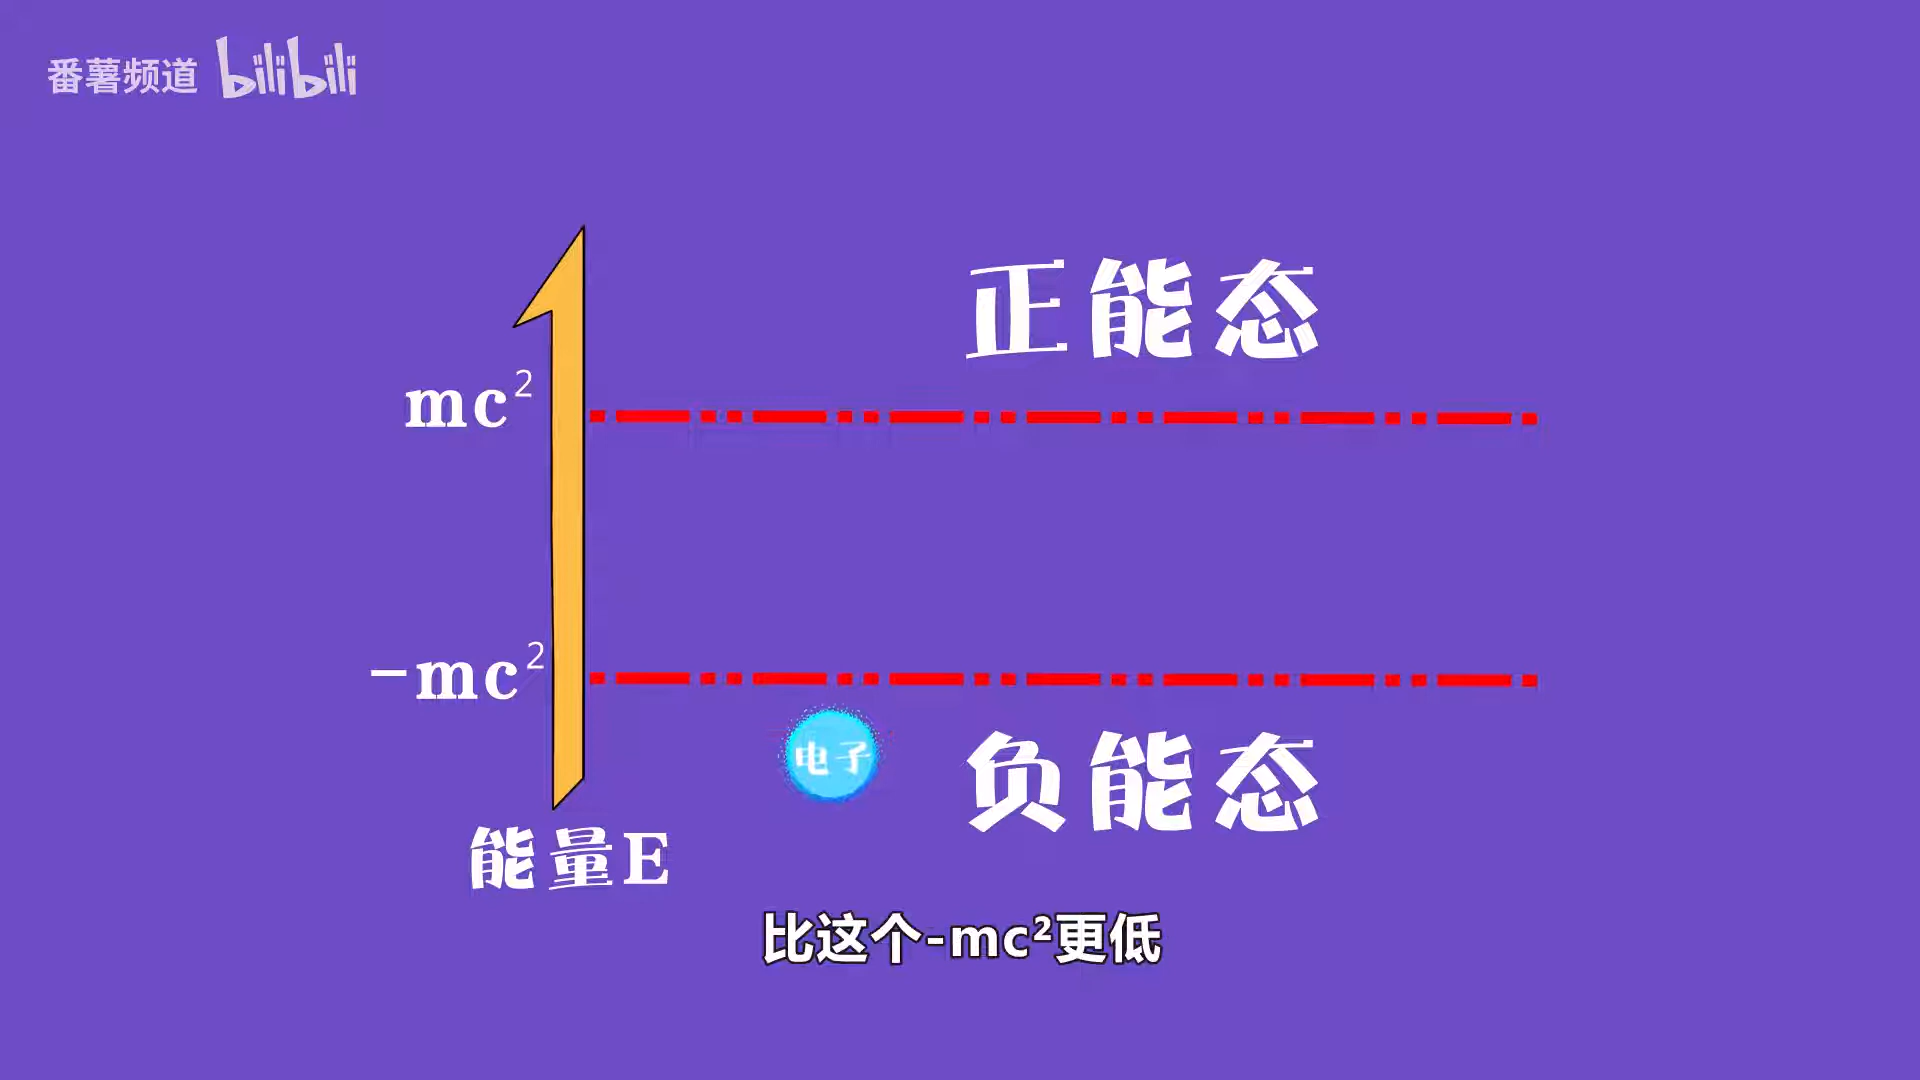 番薯频道 bilibili
正能态
mc²
-mc²
电子
负能态
能量E
比这个-mc²更低